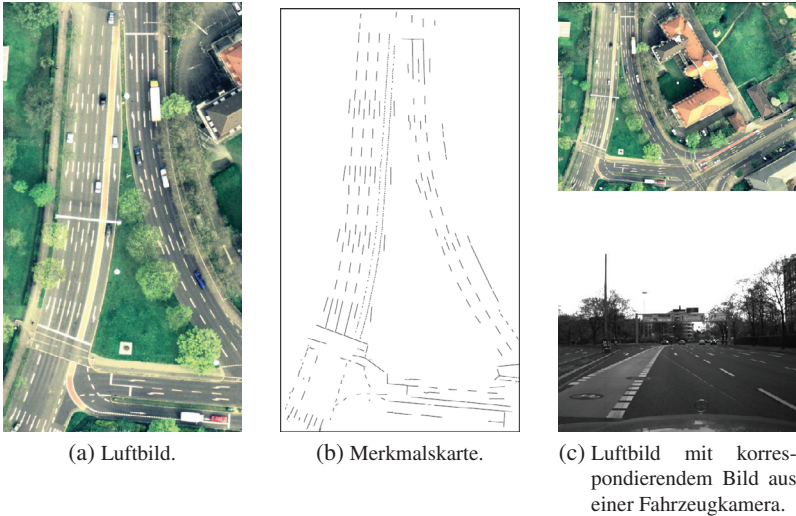 (a) Luftbild.
(b) Merkmalskarte.
(c) Luftbild mit korres-
pondierendem Bild aus
einer Fahrzeugkamera.